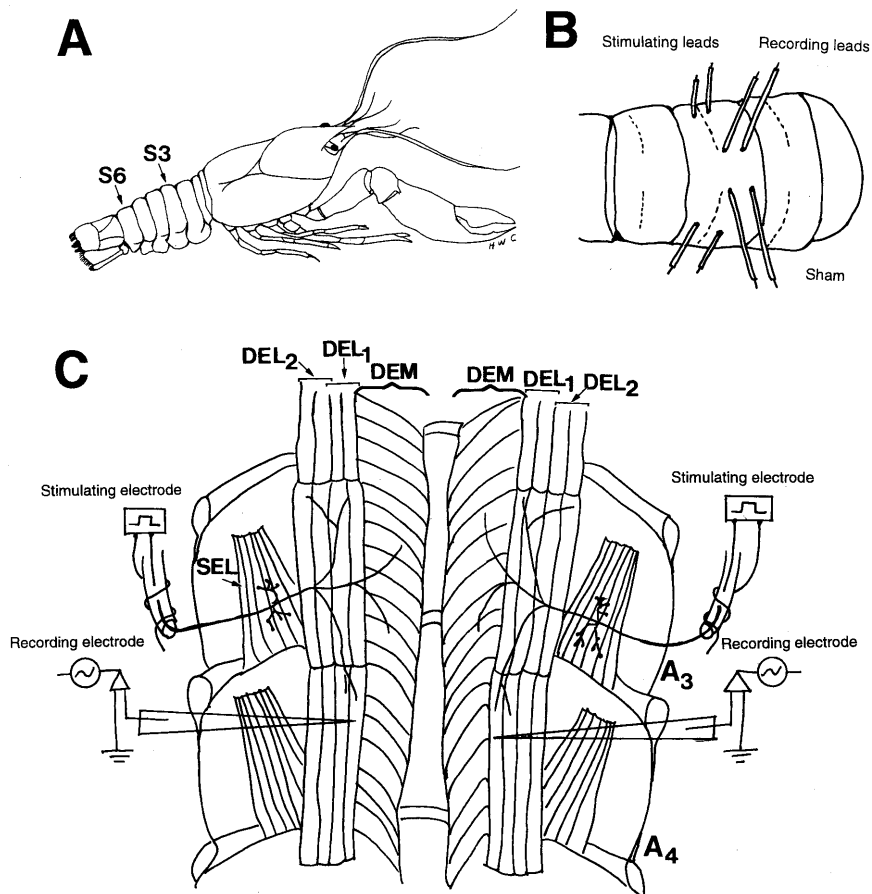 A
S6
S3
H W C
B
Stimulating leads
Recording leads
Sham
C
DEL2
DEL1
DEM
DEM
DEL1
DEL2
Stimulating electrode
Stimulating electrode
SEL
Recording electrode
Recording electrode
A3
A4